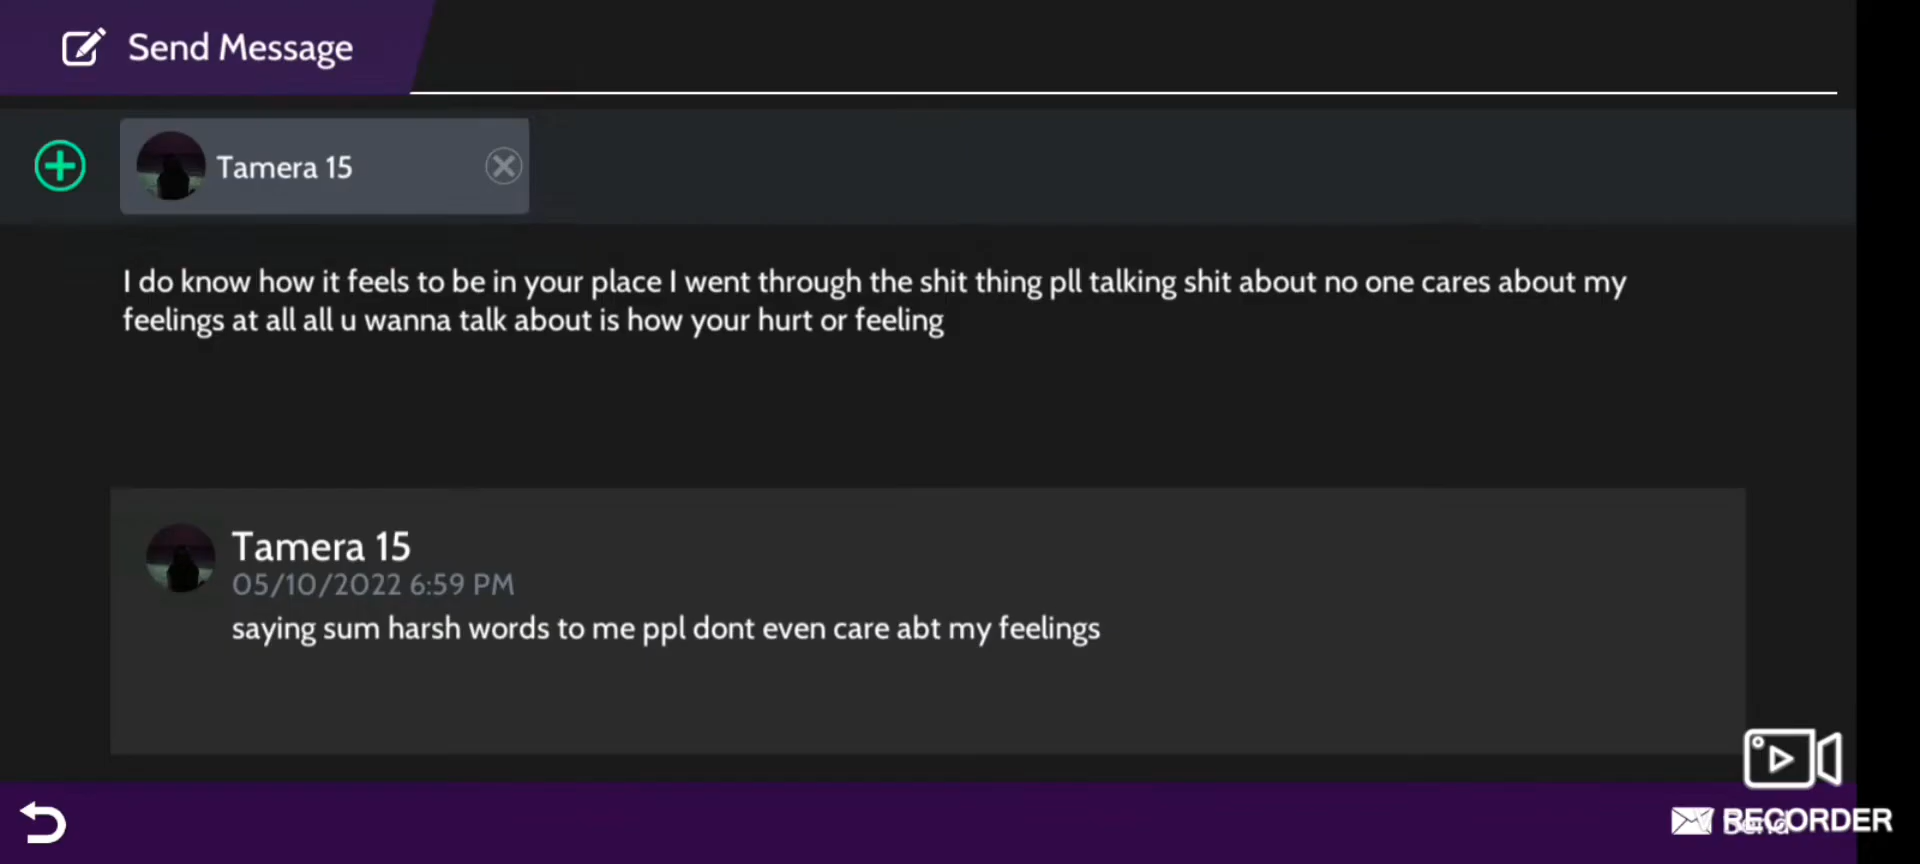 Send Message
Tamera 15
I do know how it feels to be in your place I went through the shit thing pll talking shit about no one cares about my
feelings at all all u wanna talk about is how your hurt or feeling
Tamera 15
05/10/2022 6:59 PM
saying sum harsh words to me ppl dont even care abt my feelings
RECORDER